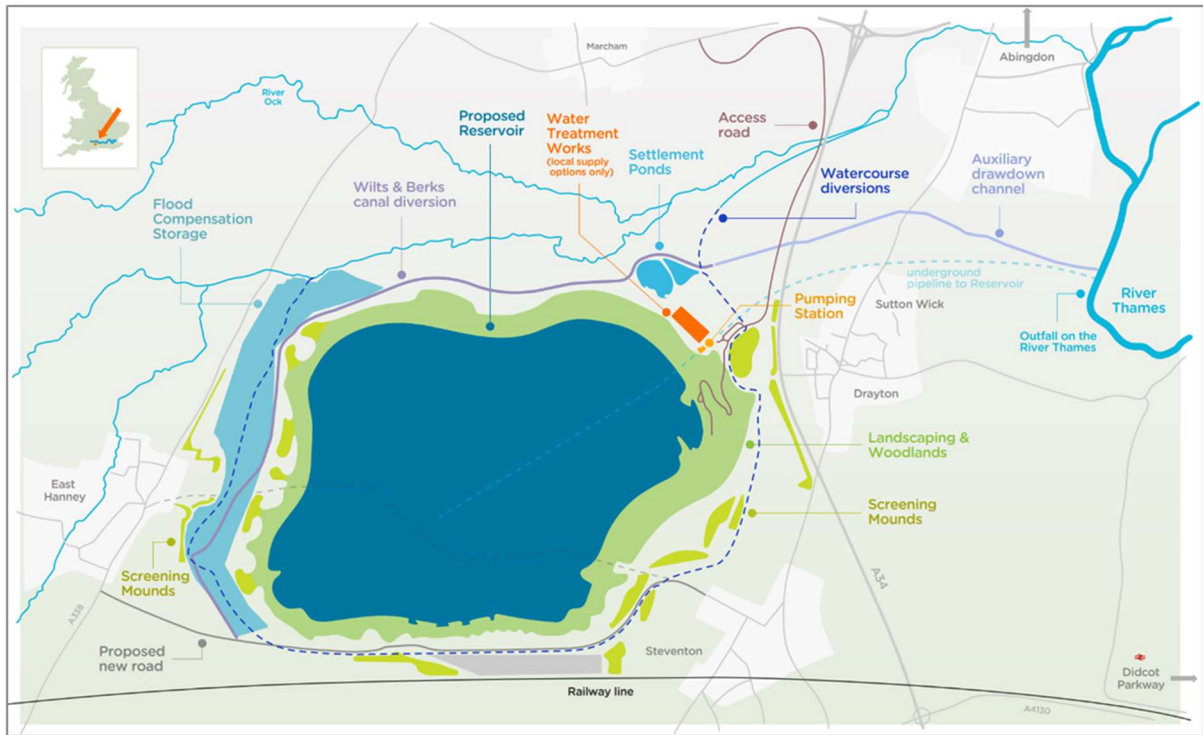 Marcham
Abingdon
River
Ock
Proposed
Reservoir
Water
Treatment
Works
(local supply
options only)
Access
road
Settlement
Ponds
Auxiliary
drawdown
channel
Wilts & Berks
canal diversion
Watercourse
diversions
Flood
Compensation
Storage
underground
pipeline to Reservoir
Sutton Wick
River
Thames
Pumping
Station
Outfall on the
River Thames
Drayton
Landscaping &
Woodlands
East
Hanney
Screening
Mounds
Screening
Mounds
A34
A338
Proposed
new road
Steventon
Didcot
Parkway
Railway line
A4130